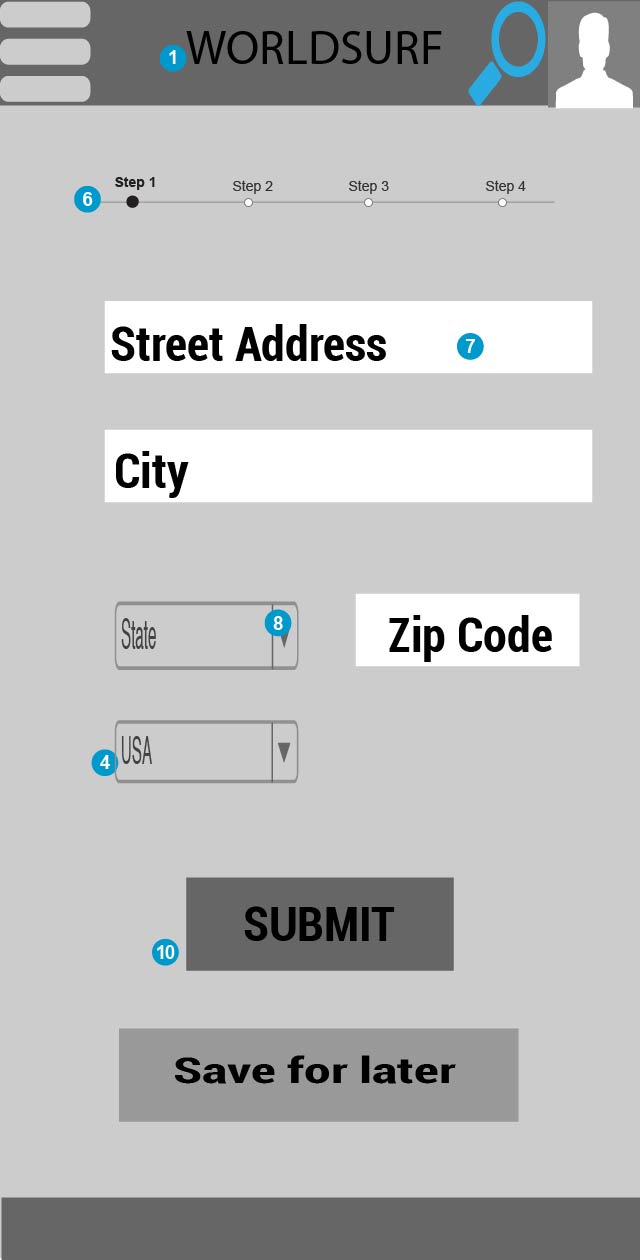 1 WORLDSURF
6 Step 1 Step 2 Step 3 Step 4
Street Address 7
City
State 8 Zip Code
4 USA
SUBMIT
10
Save for later